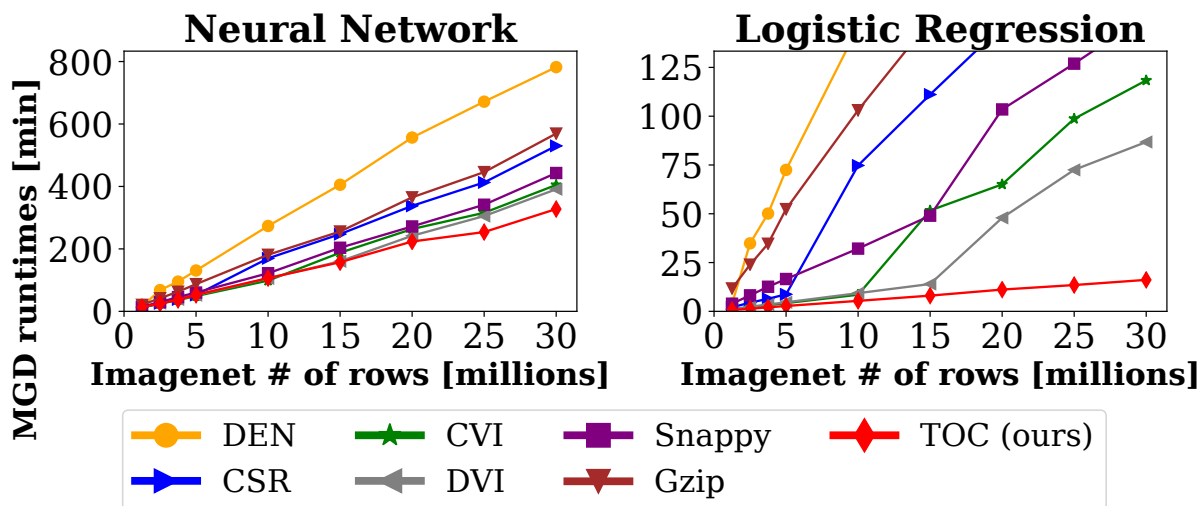 Neural Network
Logistic Regression
MGD runtimes [min]
800
600
400
200
0
0 5 10 15 20 25 30
Imagenet # of rows [millions]
125
100
75
50
25
0
0 5 10 15 20 25 30
Imagenet # of rows [millions]
DEN CVI Snappy TOC (ours)
CSR DVI Gzip